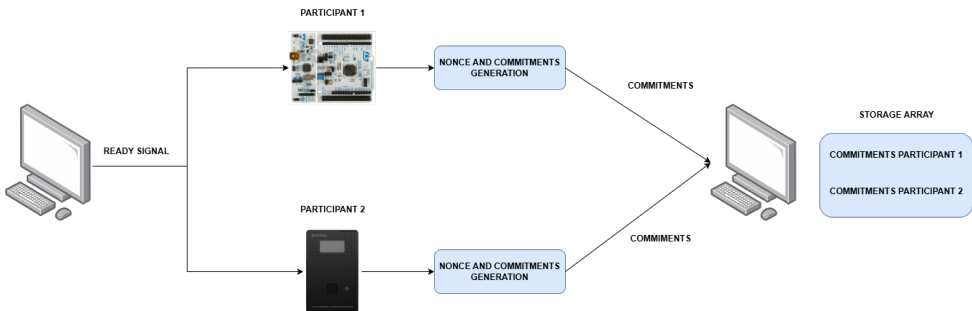 PARTICIPANT 1
NONCE AND COMMITMENTS
GENERATION
COMMITMENTS
STORAGE ARRAY
READY SIGNAL
COMMITMENTS PARTICIPANT 1
COMMITMENTS PARTICIPANT 2
PARTICIPANT 2
COMMIMENTS
NONCE AND COMMITMENTS
GENERATION